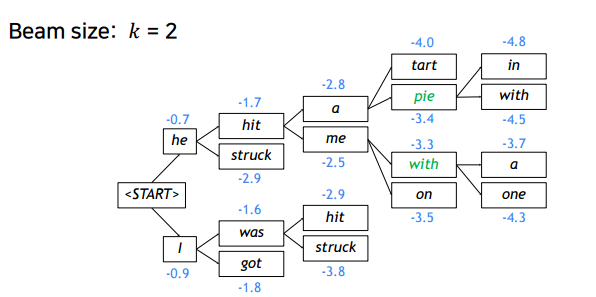 Beam size: k = 2
-4.0
-4.8
tart
in
-2.8
pie
with
-1.7
a
-3.4
-4.5
-0.7
hit
he
me
-3.3
-3.7
struck
-2.5
with
a
-2.9
<START>
-2.9
on
one
-1.6
hit
-3.5
-4.3
was
I
struck
got
-0.9
-3.8
-1.8